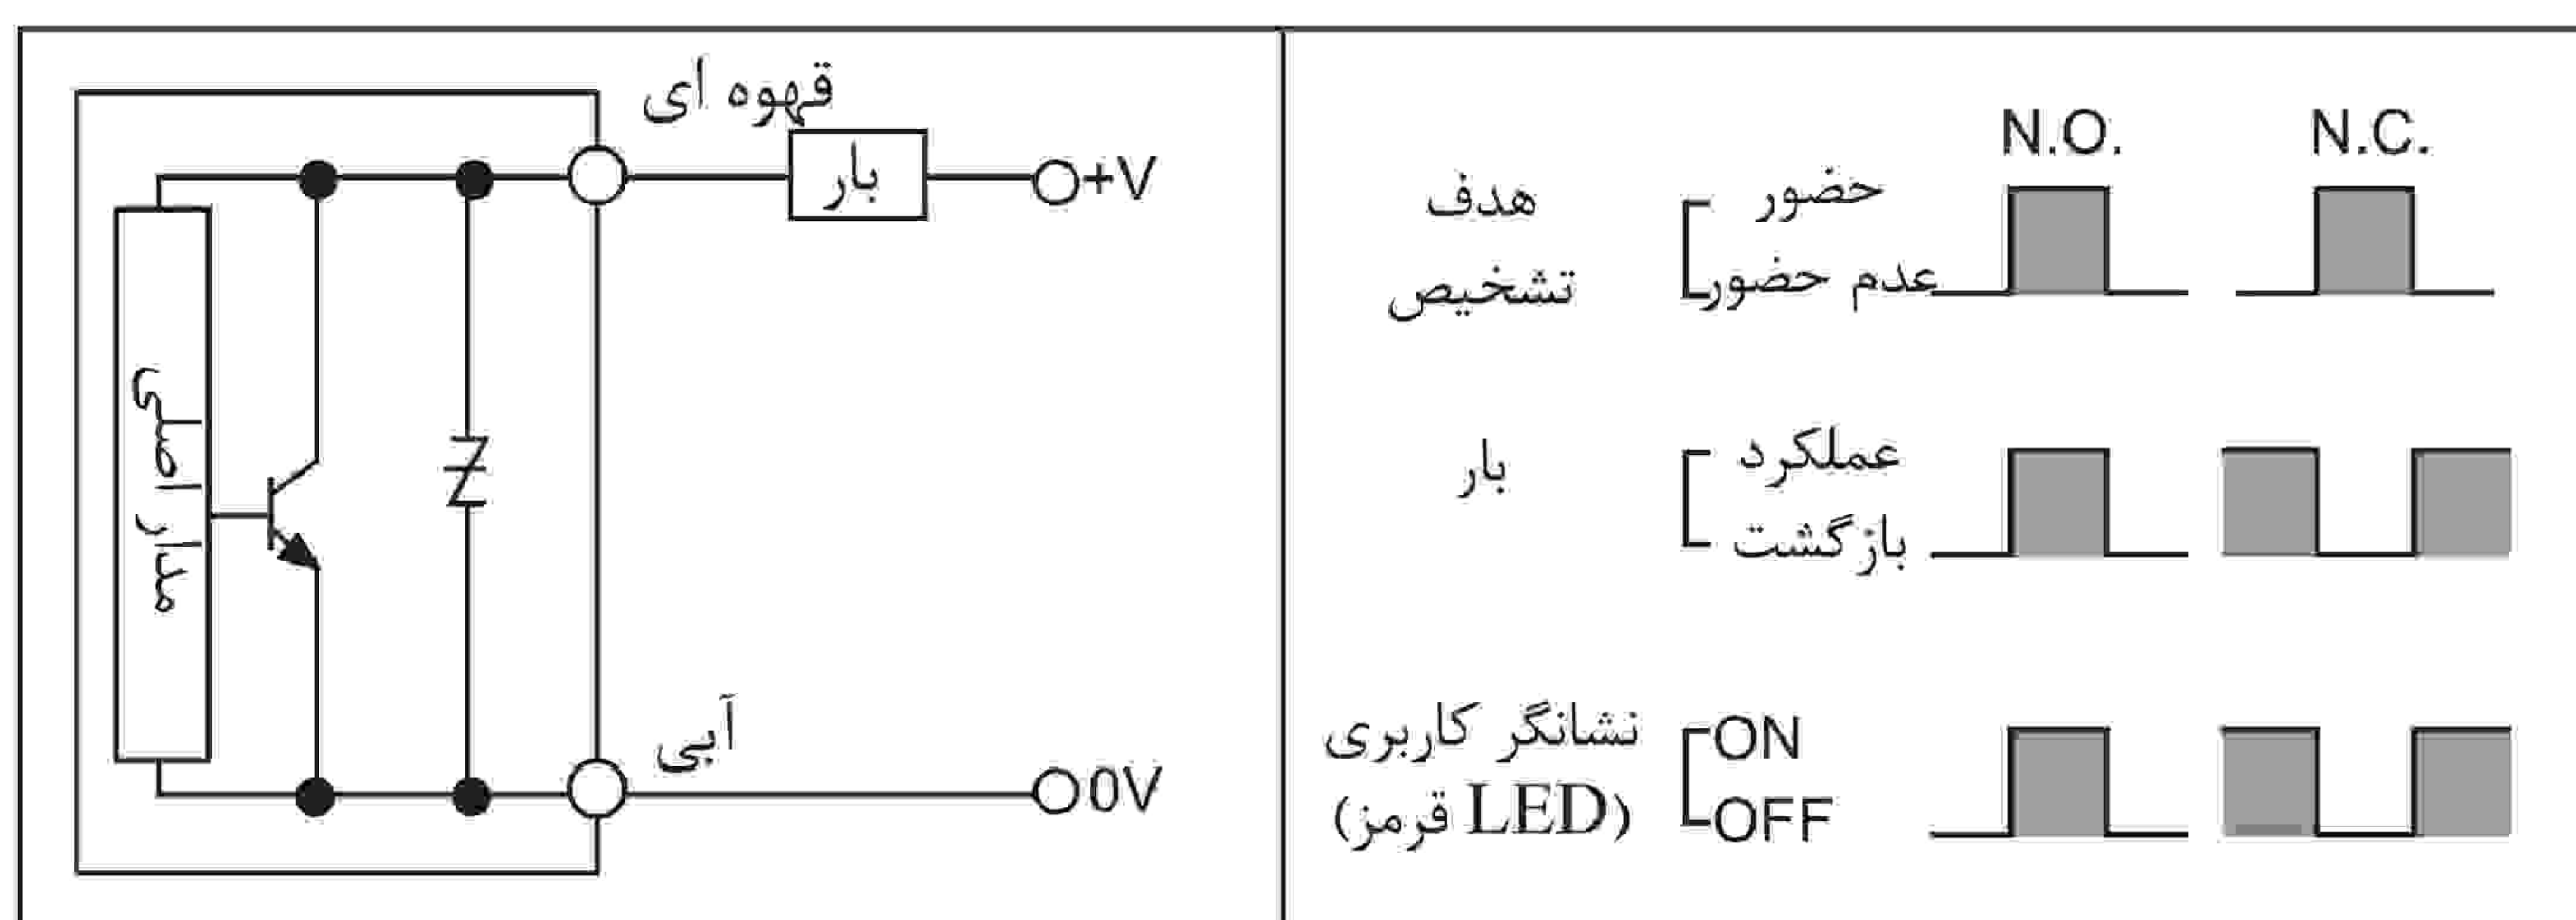 قهوه ای
بار
+V
مدار اصلی
آبی
0V
N.O. N.C.
هدف
تشخیص
حضور
عدم حضور
بار
عملکرد
بازگشت
نشانگر کاربری
(LED قرمز)
ON
OFF